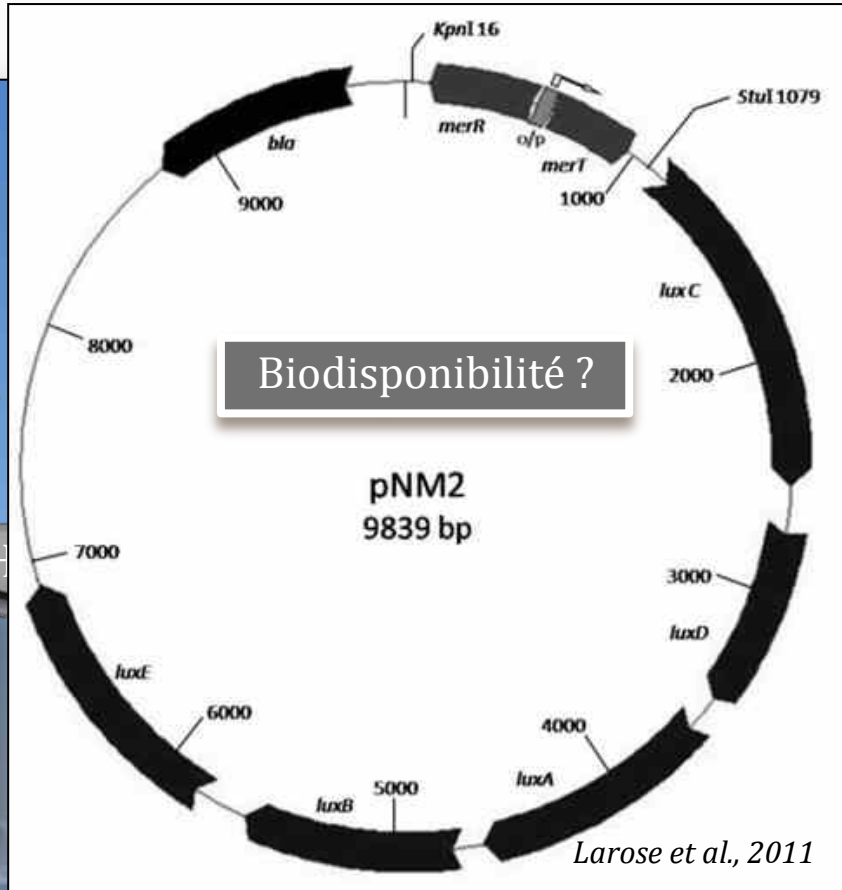 KpnI 16
merR
o/p
merT
StuI 1079
1000
luxC
2000
3000
luxD
4000
luxA
5000
luxB
6000
luxE
7000
8000
9000
bla
Biodisponibilité ?
pNM2
9839 bp
Larose et al., 2011